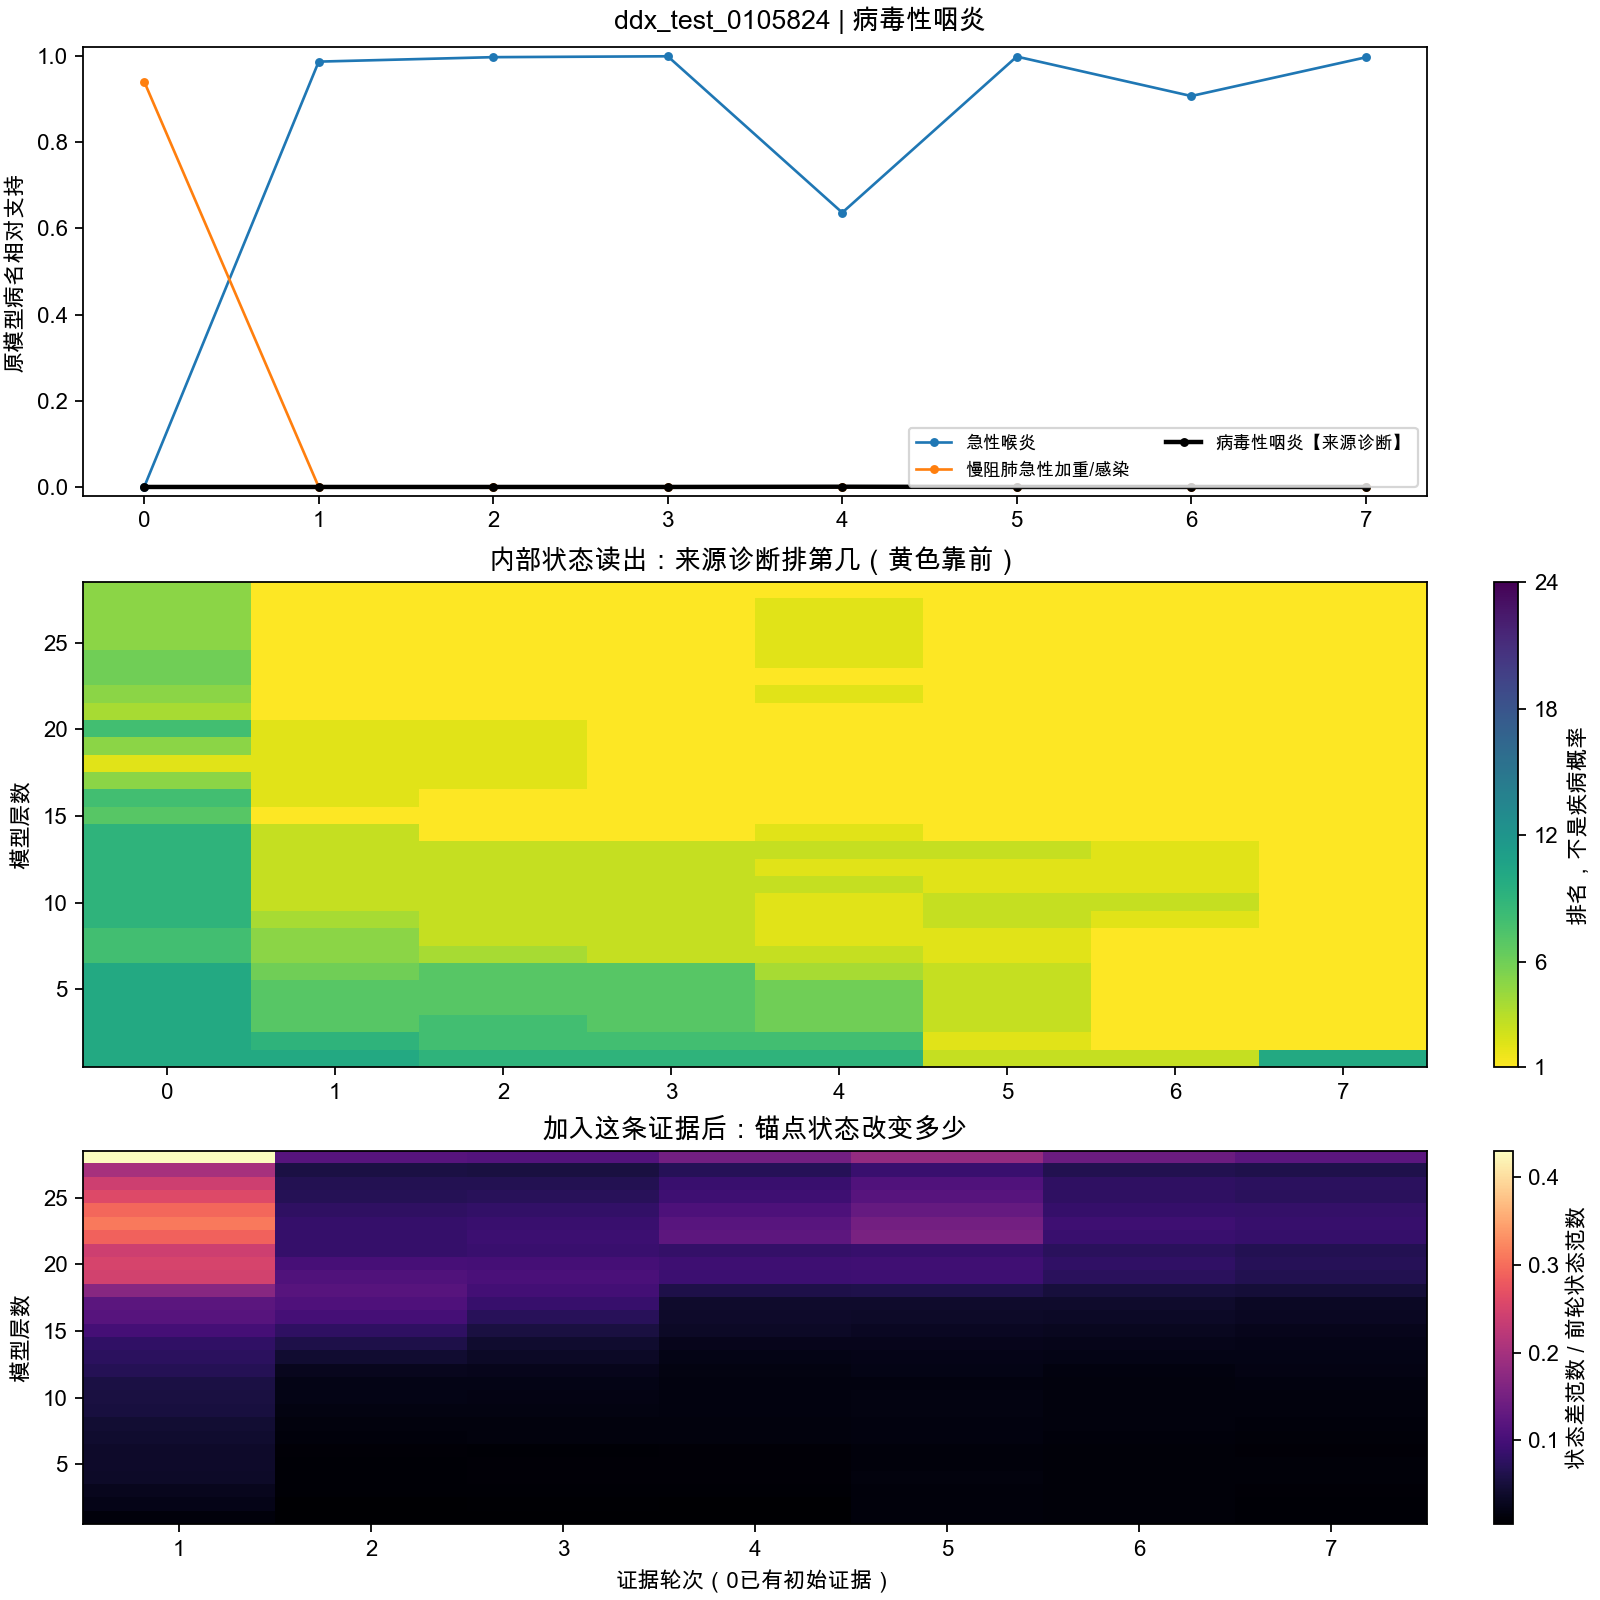 ddx_test_0105824 | 病毒性咽炎
原模型病名相对支持
1.0
0.8
0.6
0.4
0.2
0.0
急性喉炎
慢阻肺急性加重/感染
病毒性咽炎【来源诊断】
0 1 2 3 4 5 6 7
内部状态读出：来源诊断排第几（黄色靠前）
模型层数
25
20
15
10
5
0 1 2 3 4 5 6 7
24
18
12
6
1
排名，不是疾病概率
加入这条证据后：锚点状态改变多少
模型层数
25
20
15
10
5
1 2 3 4 5 6 7
证据轮次（0已有初始证据）
0.4
0.3
0.2
0.1
状态差范数 / 前轮状态范数